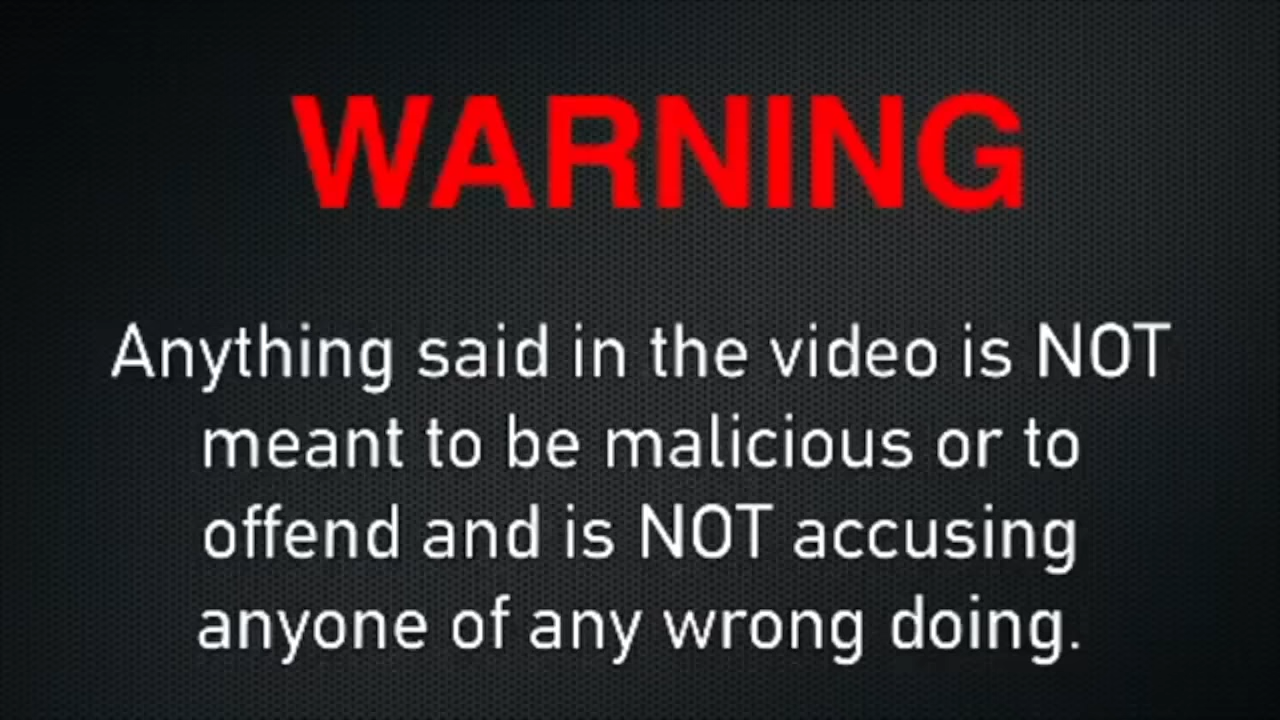 WARNING
Anything said in the video is NOT
meant to be malicious or to
offend and is NOT accusing
anyone of any wrong doing.